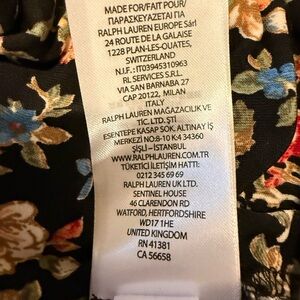 MADE FOR/FAIT POUR/
ΠΑΡΑΣΚΕΥΑΖΕΤΑΙ ΓΙΑ
RALPH LAUREN EUROPE Sàrl
24 ROUTE DE LA GALAISE
1228 PLAN-LES-OUATES,
SWITZERLAND
N.I.F.: IT03945310963
RL SERVICES S.R.L.
VIA SAN BARNABA 27
CAP 20122, MILAN
ITALY
RALPH LAUREN MAĞAZACILIK VE
TİC. LTD. ŞTİ.
ESENTEPE KASAP SOK. ALTINAY İŞ
MERKEZİ NO:8-10 K:4 34360
ŞİŞLİ-İSTANBUL
WWW.RALPHLAUREN.COM.TR
TÜKETİCİ İLETİŞİM HATTI:
0212 345 69 69
RALPH LAUREN UK LTD.
SENTINEL HOUSE
46 CLARENDON RD
WATFORD, HERTFORDSHIRE
WD17 1HE
UNITED KINGDOM
RN 41381
CA 56658